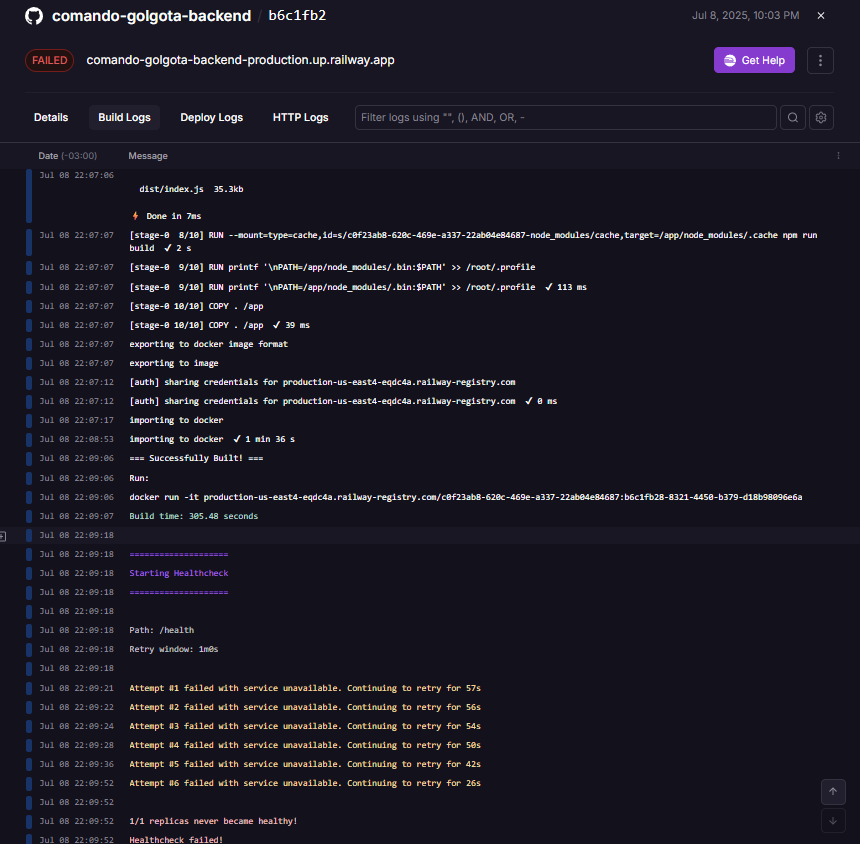 comando-golgota-backend / b6c1fb2 Jul 8, 2025, 10:03 PM
FAILED comando-golgota-backend-production.up.railway.app Get Help
Details Build Logs Deploy Logs HTTP Logs Filter logs using "", (), AND, OR, -
Date (-03:00) Message
Jul 08 22:07:06
dist/index.js 35.3kb
⚡ Done in 7ms
Jul 08 22:07:07 [stage-0 8/10] RUN --mount=type=cache,id=s/c0f23ab8-620c-469e-a337-22ab04e84687-node_modules/cache,target=/app/node_modules/.cache npm run
build ✔ 2 s
Jul 08 22:07:07 [stage-0 9/10] RUN printf '\nPATH=/app/node_modules/.bin:$PATH' >> /root/.profile
Jul 08 22:07:07 [stage-0 9/10] RUN printf '\nPATH=/app/node_modules/.bin:$PATH' >> /root/.profile ✔ 113 ms
Jul 08 22:07:07 [stage-0 10/10] COPY . /app
Jul 08 22:07:07 [stage-0 10/10] COPY . /app ✔ 39 ms
Jul 08 22:07:07 exporting to docker image format
Jul 08 22:07:07 exporting to image
Jul 08 22:07:12 [auth] sharing credentials for production-us-east4-eqdc4a.railway-registry.com
Jul 08 22:07:12 [auth] sharing credentials for production-us-east4-eqdc4a.railway-registry.com ✔ 0 ms
Jul 08 22:07:17 importing to docker
Jul 08 22:08:53 importing to docker ✔ 1 min 36 s
Jul 08 22:09:06 === Successfully Built! ===
Jul 08 22:09:06 Run:
Jul 08 22:09:06 docker run -it production-us-east4-eqdc4a.railway-registry.com/c0f23ab8-620c-469e-a337-22ab04e84687:b6c1fb28-8321-4450-b379-d18b98096e6a
Jul 08 22:09:07 Build time: 305.48 seconds
Jul 08 22:09:18
Jul 08 22:09:18 ====================
Jul 08 22:09:18 Starting Healthcheck
Jul 08 22:09:18 ====================
Jul 08 22:09:18
Jul 08 22:09:18 Path: /health
Jul 08 22:09:18 Retry window: 1m0s
Jul 08 22:09:18
Jul 08 22:09:21 Attempt #1 failed with service unavailable. Continuing to retry for 57s
Jul 08 22:09:22 Attempt #2 failed with service unavailable. Continuing to retry for 56s
Jul 08 22:09:24 Attempt #3 failed with service unavailable. Continuing to retry for 54s
Jul 08 22:09:28 Attempt #4 failed with service unavailable. Continuing to retry for 50s
Jul 08 22:09:36 Attempt #5 failed with service unavailable. Continuing to retry for 42s
Jul 08 22:09:52 Attempt #6 failed with service unavailable. Continuing to retry for 26s
Jul 08 22:09:52
Jul 08 22:09:52 1/1 replicas never became healthy!
Jul 08 22:09:52 Healthcheck failed!